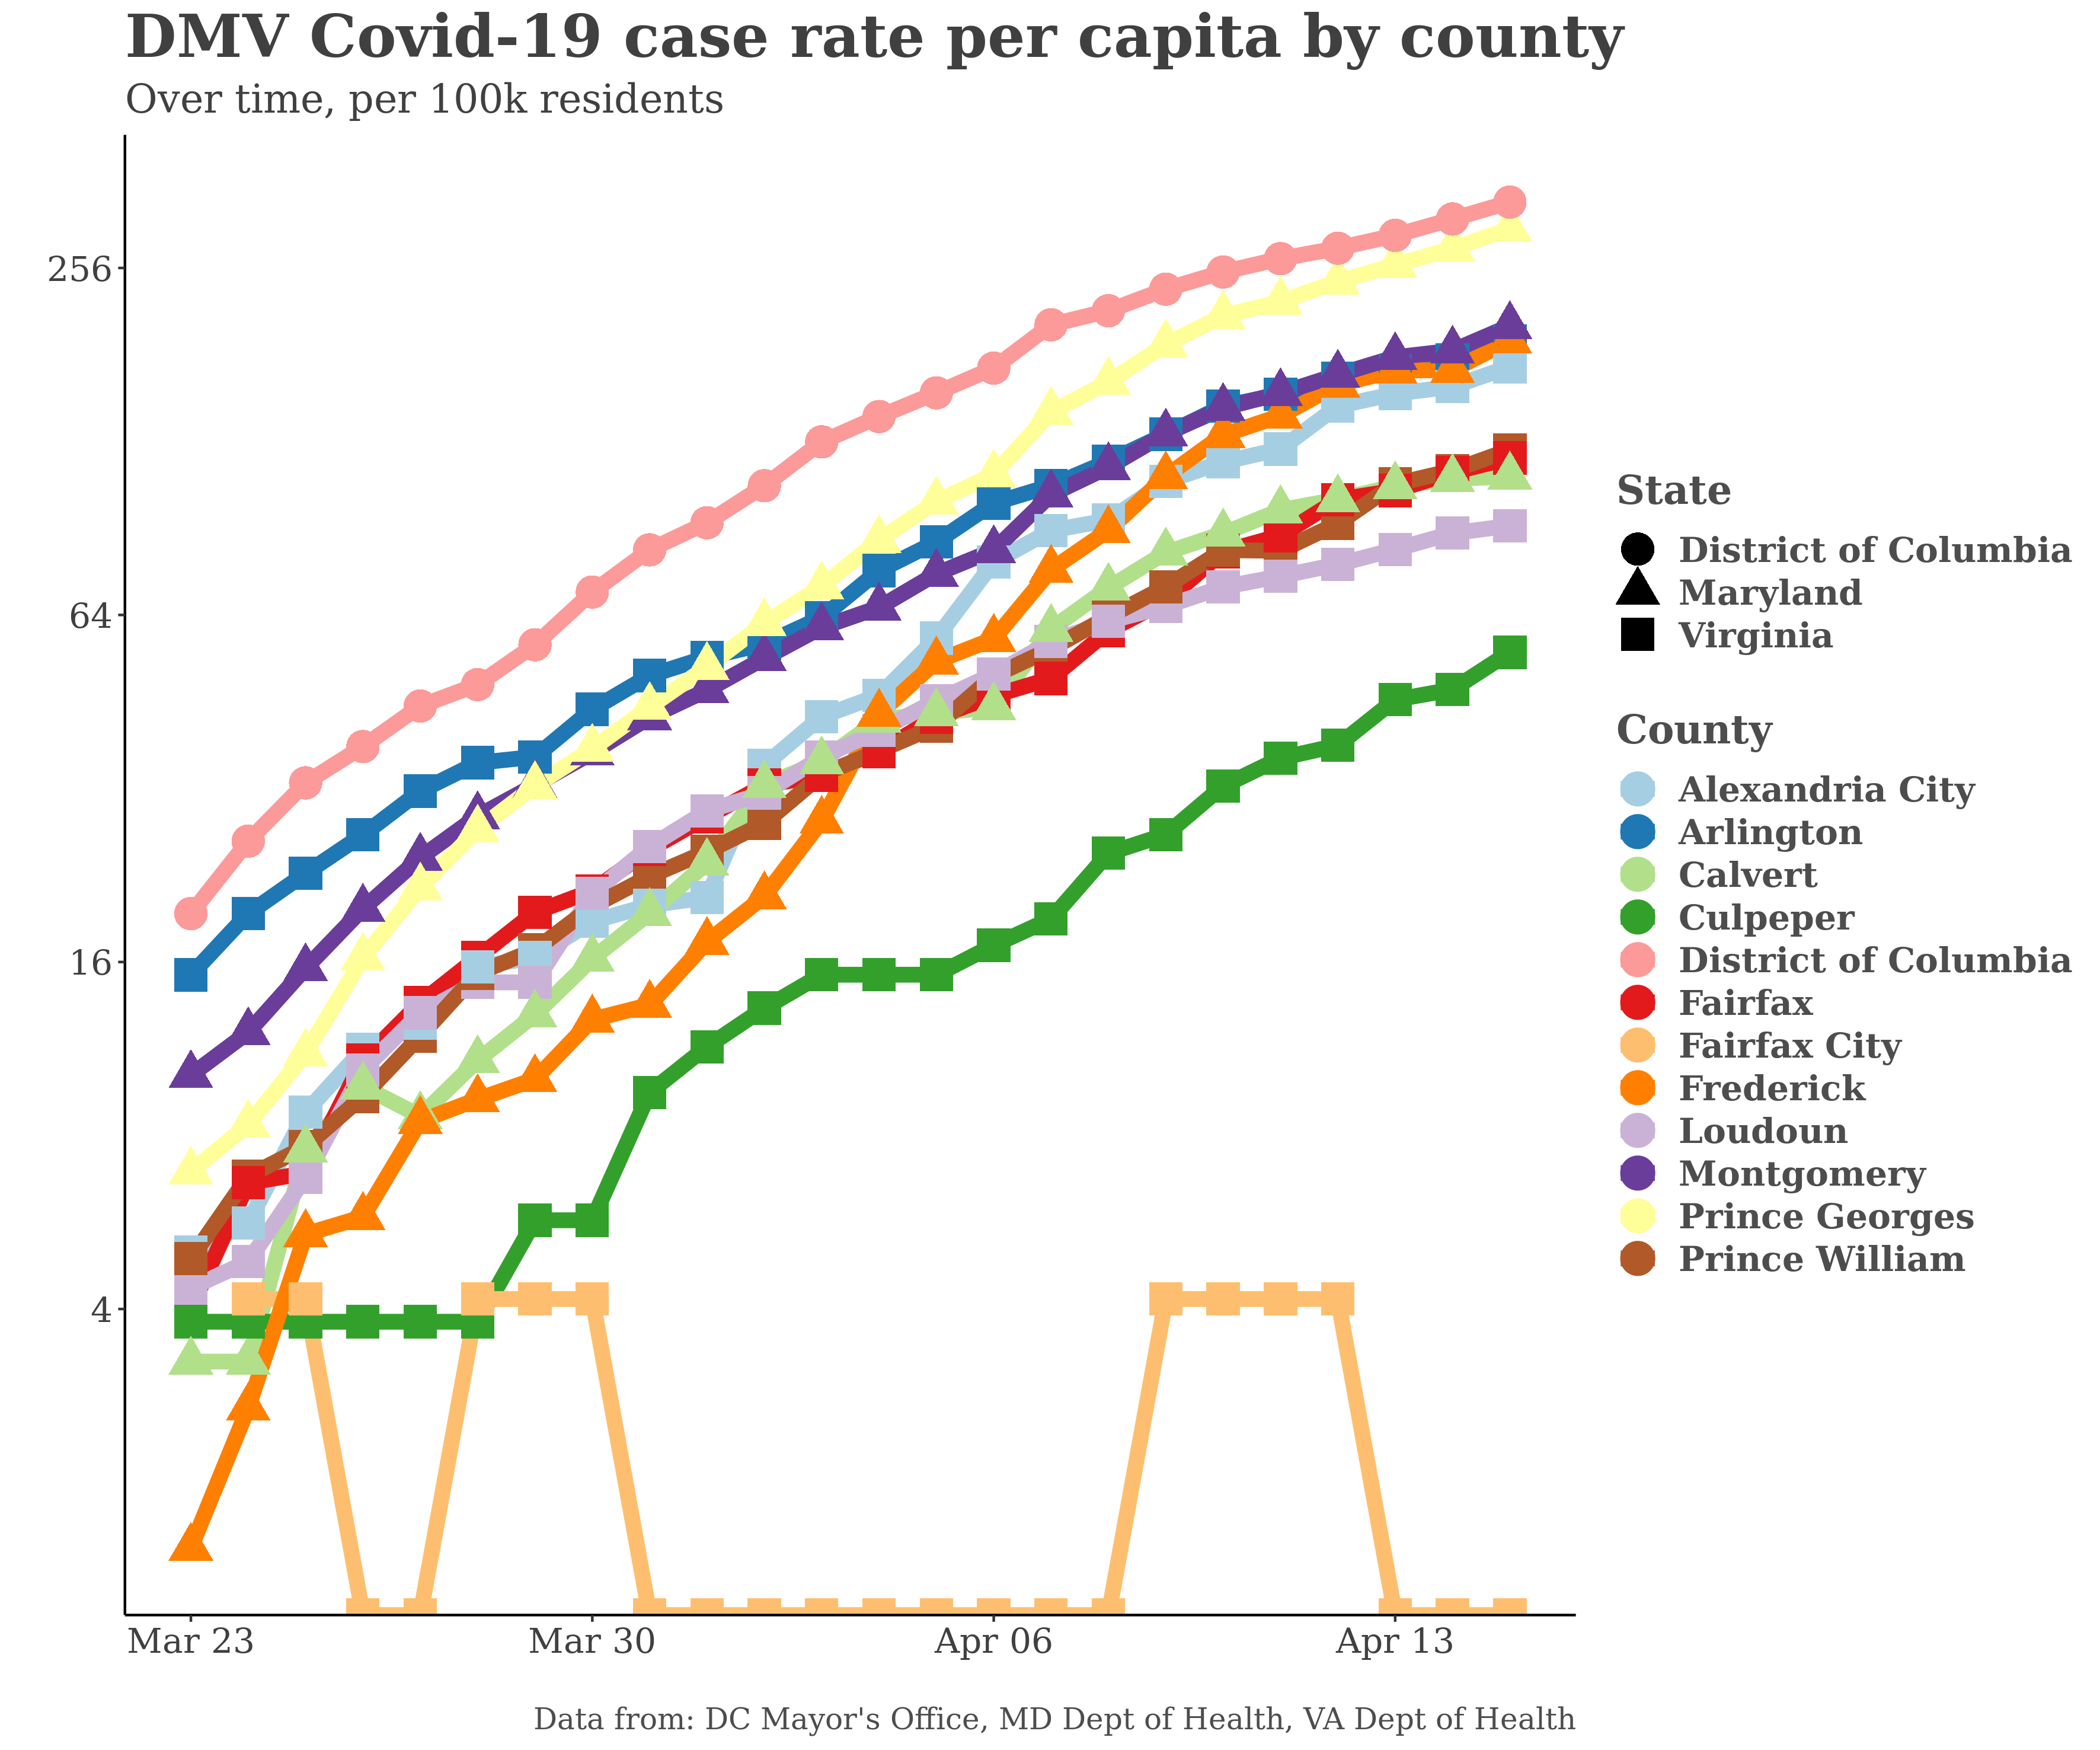 DMV Covid-19 case rate per capita by county
Over time, per 100k residents
256
64
16
4
Mar 23
Mar 30
Apr 06
Apr 13
State
District of Columbia
Maryland
Virginia
County
Alexandria City
Arlington
Calvert
Culpeper
District of Columbia
Fairfax
Fairfax City
Frederick
Loudoun
Montgomery
Prince Georges
Prince William
Data from: DC Mayor's Office, MD Dept of Health, VA Dept of Health